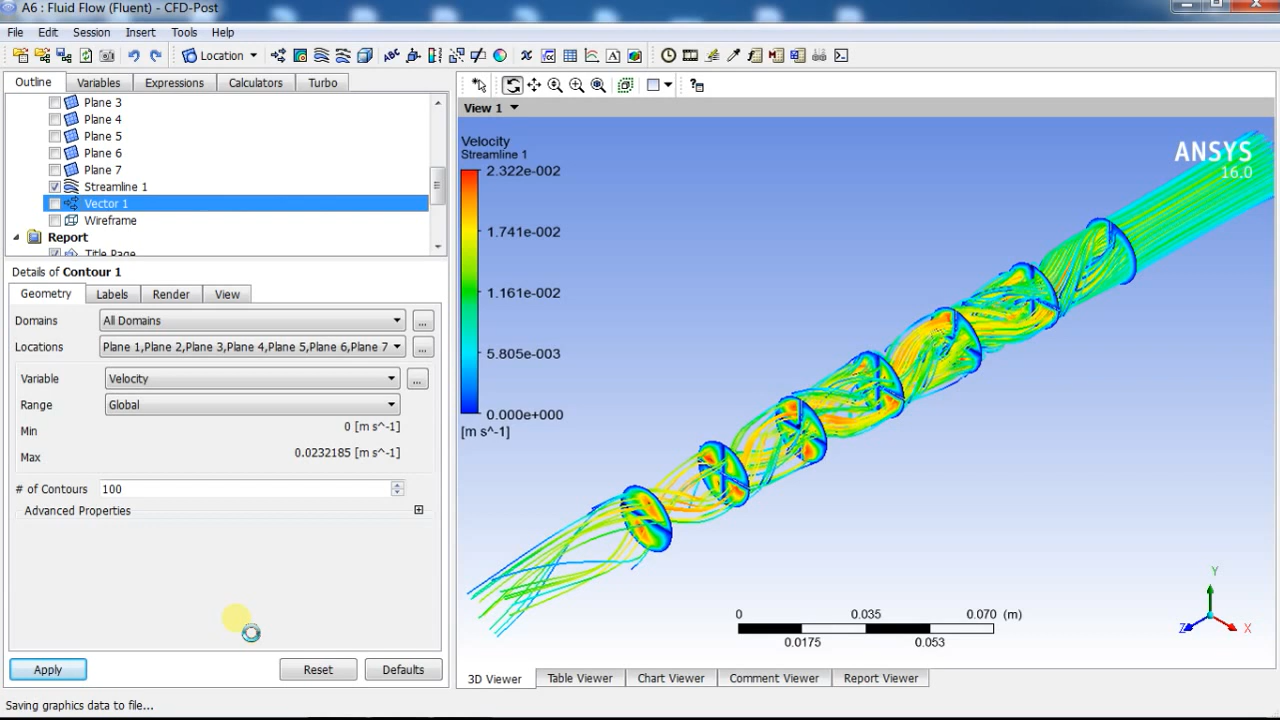 A6 : Fluid Flow (Fluent) - CFD-Post
File Edit Session Insert Tools Help
Location
Outline Variables Expressions Calculators Turbo
Plane 3
Plane 4
Plane 5
Plane 6
Plane 7
Streamline 1
Vector 1
Wireframe
Report
Title Page
Details of Contour 1
Geometry Labels Render View
Domains All Domains ...
Locations Plane 1,Plane 2,Plane 3,Plane 4,Plane 5,Plane 6,Plane 7 ...
Variable Velocity ...
Range Global
Min 0 [m s^-1]
Max 0.0232185 [m s^-1]
# of Contours 100
Advanced Properties
Apply Reset Defaults
Saving graphics data to file...
View 1
Velocity
Streamline 1
2.322e-002
1.741e-002
1.161e-002
5.805e-003
0.000e+000
[m s^-1]
ANSYS
16.0
0 0.035 0.070 (m)
0.0175 0.053
Y
Z X
3D Viewer Table Viewer Chart Viewer Comment Viewer Report Viewer